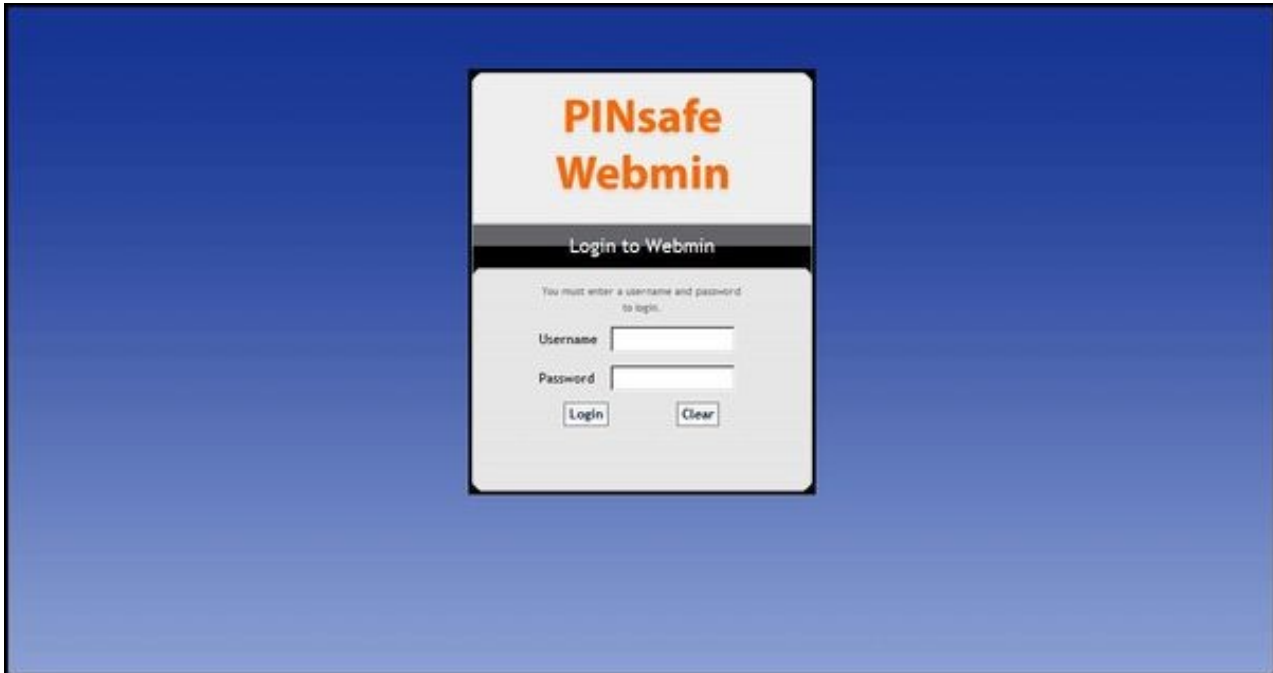 PINsafe
Webmin
Login to Webmin
You must enter a username and password
to login.
Username
Password
Login
Clear